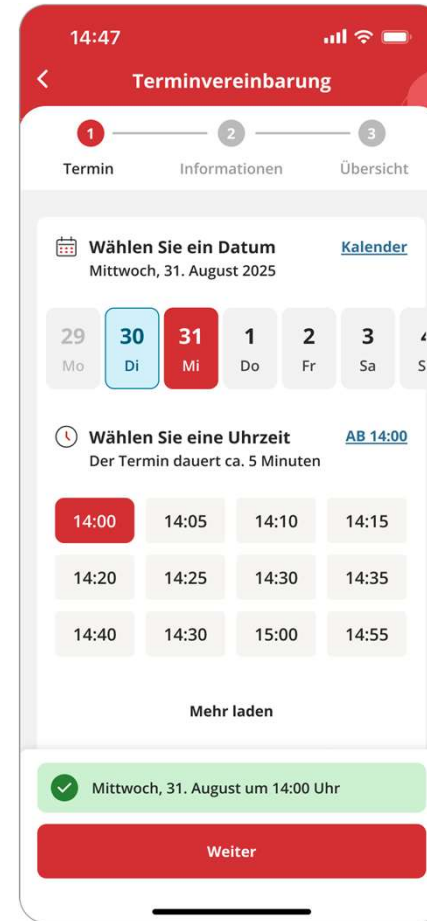 14:47
Terminvereinbarung
1 2 3
Termin Informationen Übersicht
Wählen Sie ein Datum Kalender
Mittwoch, 31. August 2025
29 30 31 1 2 3
Mo Di Mi Do Fr Sa S
Wählen Sie eine Uhrzeit AB 14:00
Der Termin dauert ca. 5 Minuten
14:00 14:05 14:10 14:15
14:20 14:25 14:30 14:35
14:40 14:30 15:00 14:55
Mehr laden
Mittwoch, 31. August um 14:00 Uhr
Weiter